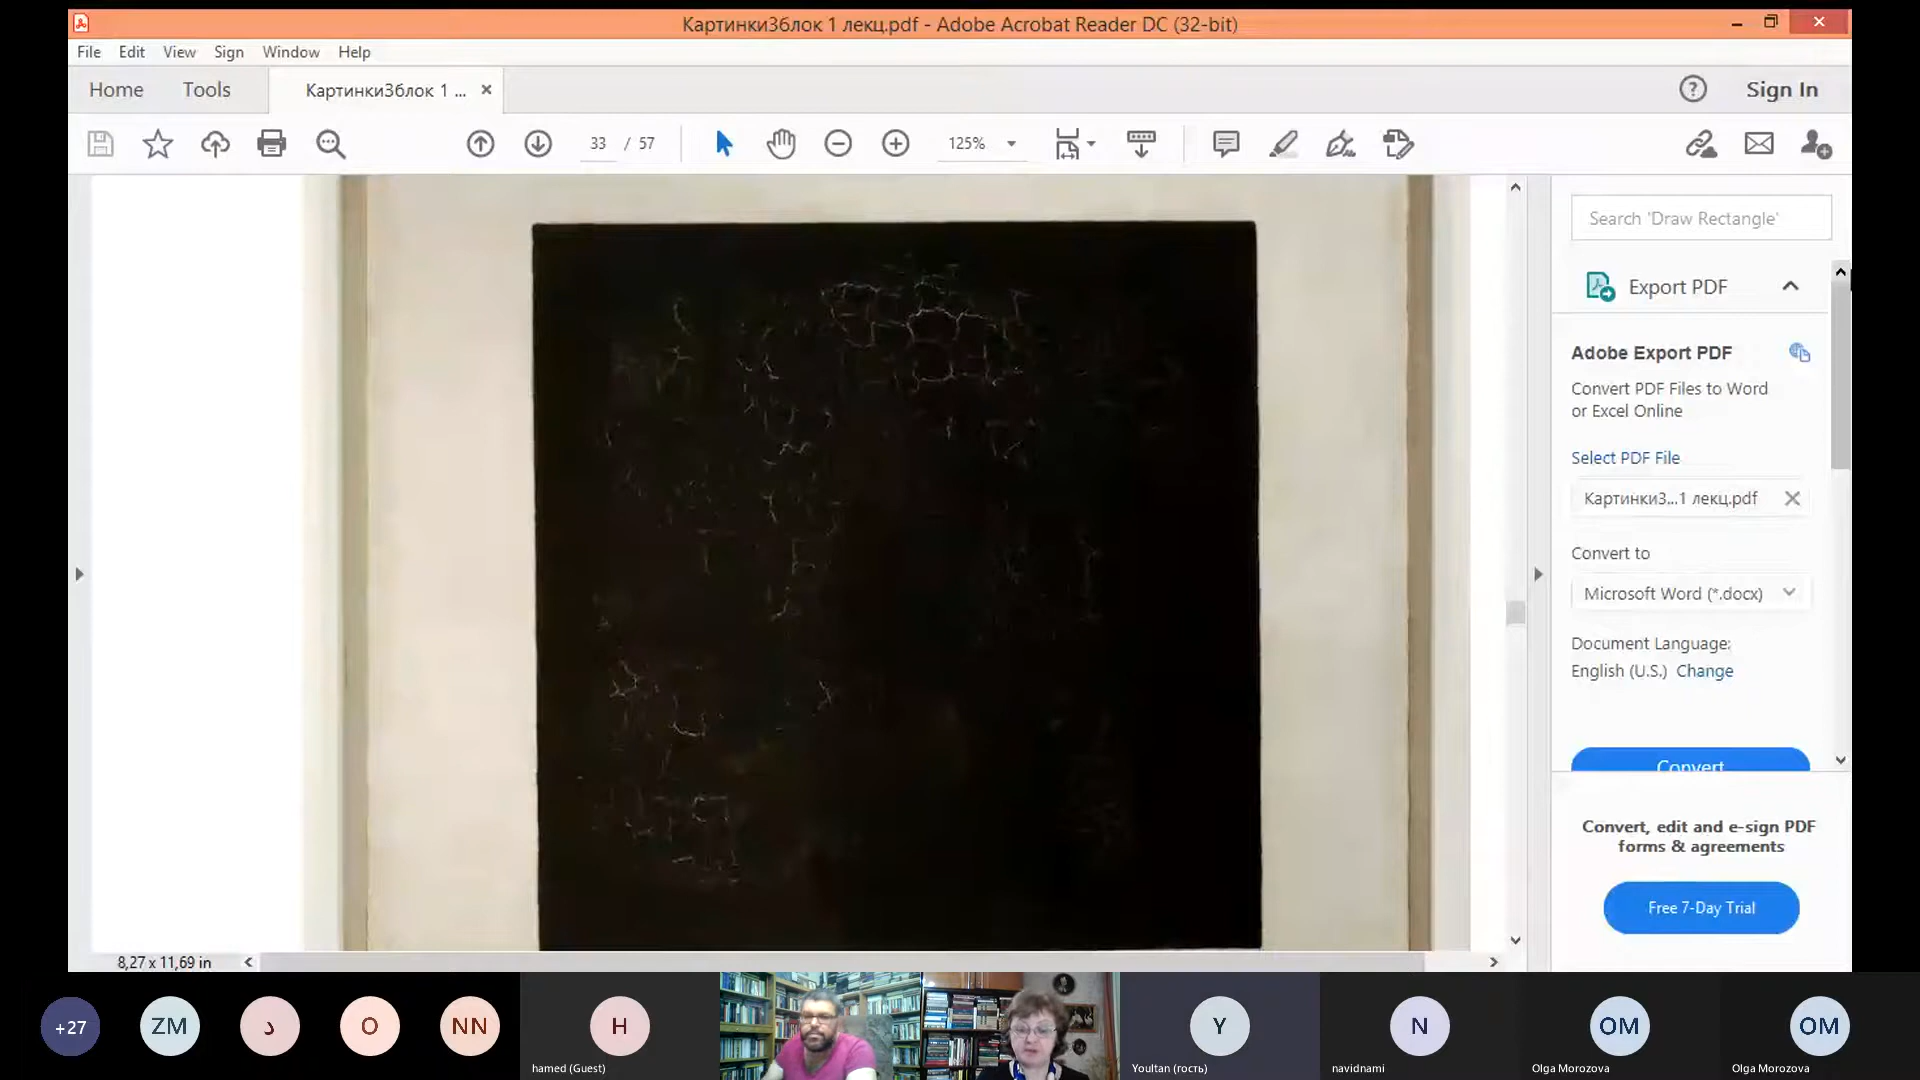 Картинки3блок 1 лекц.pdf - Adobe Acrobat Reader DC (32-bit)
File Edit View Sign Window Help
Home Tools Картинки3блок 1 ... Sign In
33 / 57 125%
Search 'Draw Rectangle'
Export PDF
Adobe Export PDF
Convert PDF Files to Word
or Excel Online
Select PDF File
Картинки3...1 лекц.pdf
Convert to
Microsoft Word (*.docx)
Document Language:
English (U.S.) Change
Convert
Convert, edit and e-sign PDF
forms & agreements
Free 7-Day Trial
8,27 x 11,69 in
+27 ZM د O NN H Y N OM OM
hamed (Guest) Youltan (гость) navidnami Olga Morozova Olga Morozova